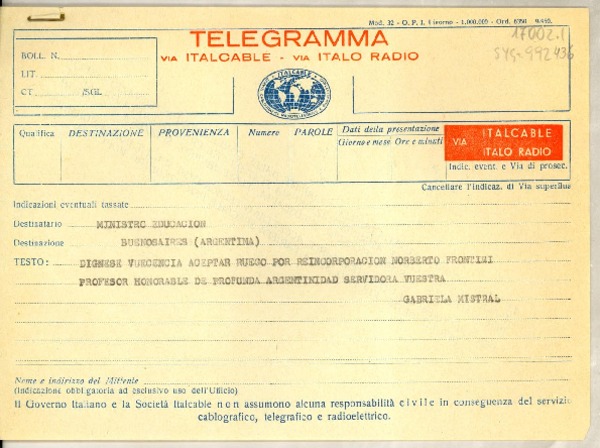 Mod. 32 - O. P. I. Livorno - 1.000.000 - Ord. 8356 9.450.
17002.1
sys-992436
TELEGRAMMA
VIA ITALCABLE - VIA ITALO RADIO
BOLL. N.
LIT.
CT /SGL
ITALCABLE
Qualifica DESTINAZIONE PROVENIENZA Numero PAROLE Data della presentazione
Giorno e mese Ore e minuti
VIA ITALCABLE
ITALO RADIO
Indic. event. e Via di prosec.
Cancellare l'indicaz. di Via superflua
Indicazioni eventuali tassate
Destinatario MINISTRO EDUCACION
Destinazione BUENOSAIRES (ARGENTINA)
TESTO: DIGNESE VUECENCIA ACEPTAR RUEGO POR REINCORPORACION NORBERTO FRONTINI
PROFESOR HONORABLE DE PROFUNDA ARGENTINIDAD SERVIDORA VUESTRA
GABRIELA MISTRAL
Nome e indirizzo del Mittente
(Indicazione obbligatoria ad esclusivo uso dell'Ufficio)
Il Governo Italiano e la Società Italcable non assumono alcuna responsabilità civile in conseguenza del servizio
cablografico, telegrafico e radioelettrico.